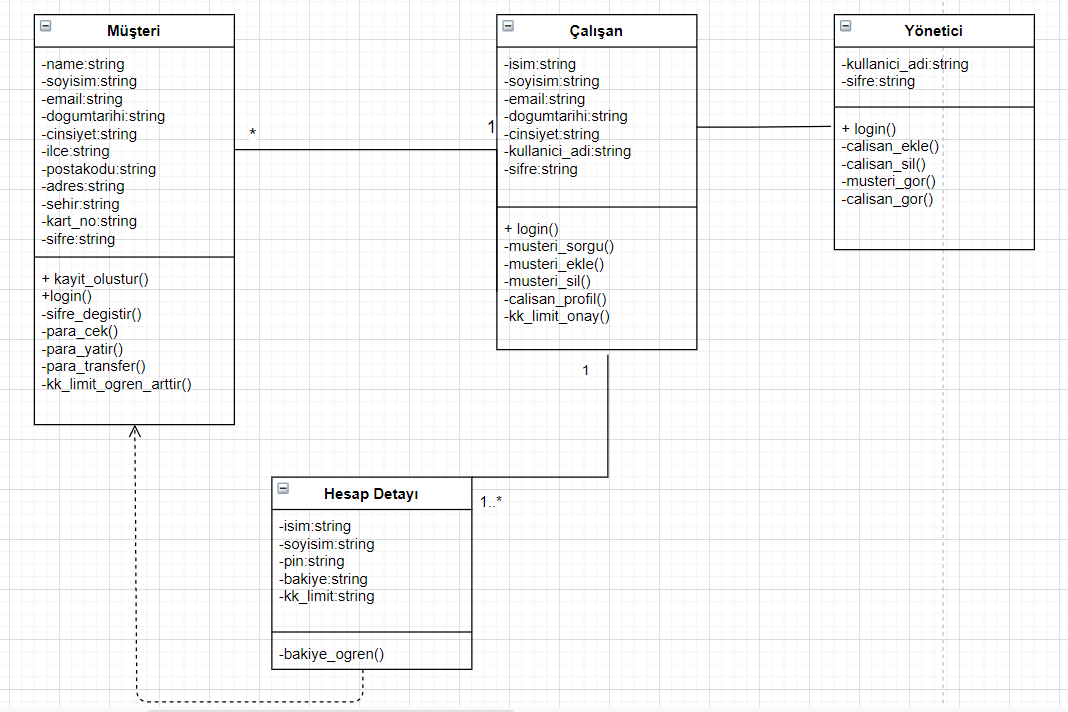 Müşteri
-name:string
-soyisim:string
-email:string
-dogumtarihi:string
-cinsiyet:string
-ilce:string
-postakodu:string
-adres:string
-sehir:string
-kart_no:string
-sifre:string
+ kayit_olustur()
+login()
-sifre_degistir()
-para_cek()
-para_yatir()
-para_transfer()
-kk_limit_ogren_arttir()
*
1
Çalışan
-isim:string
-soyisim:string
-email:string
-dogumtarihi:string
-cinsiyet:string
-kullanici_adi:string
-sifre:string
+ login()
-musteri_sorgu()
-musteri_ekle()
-musteri_sil()
-calisan_profil()
-kk_limit_onay()
Yönetici
-kullanici_adi:string
-sifre:string
+ login()
-calisan_ekle()
-calisan_sil()
-musteri_gor()
-calisan_gor()
1
1..*
Hesap Detayı
-isim:string
-soyisim:string
-pin:string
-bakiye:string
-kk_limit:string
-bakiye_ogren()